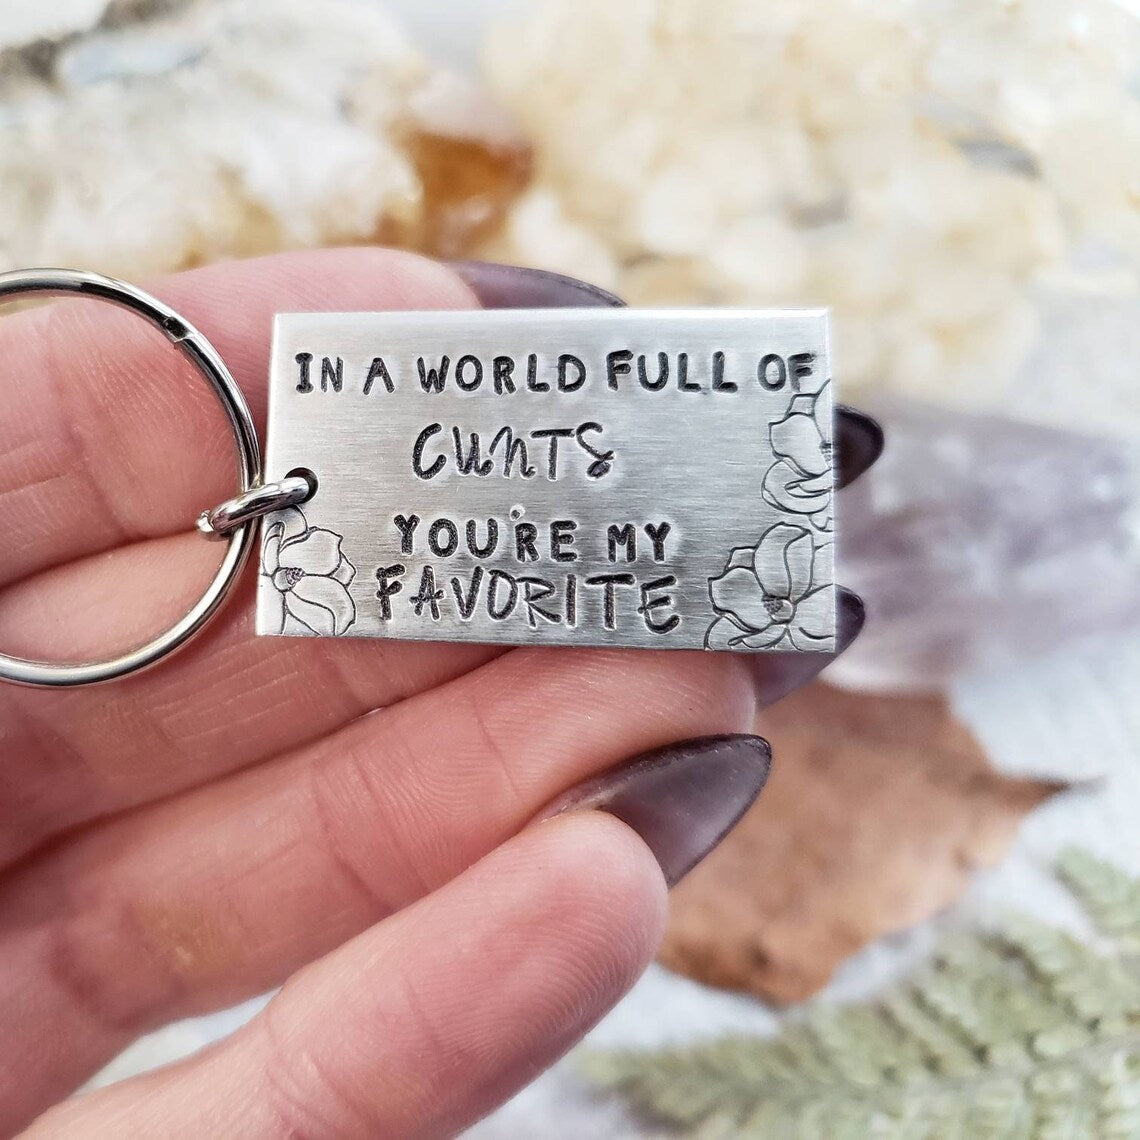 IN A WORLD FULL OF
CUNTS
YOU'RE MY
FAVORITE